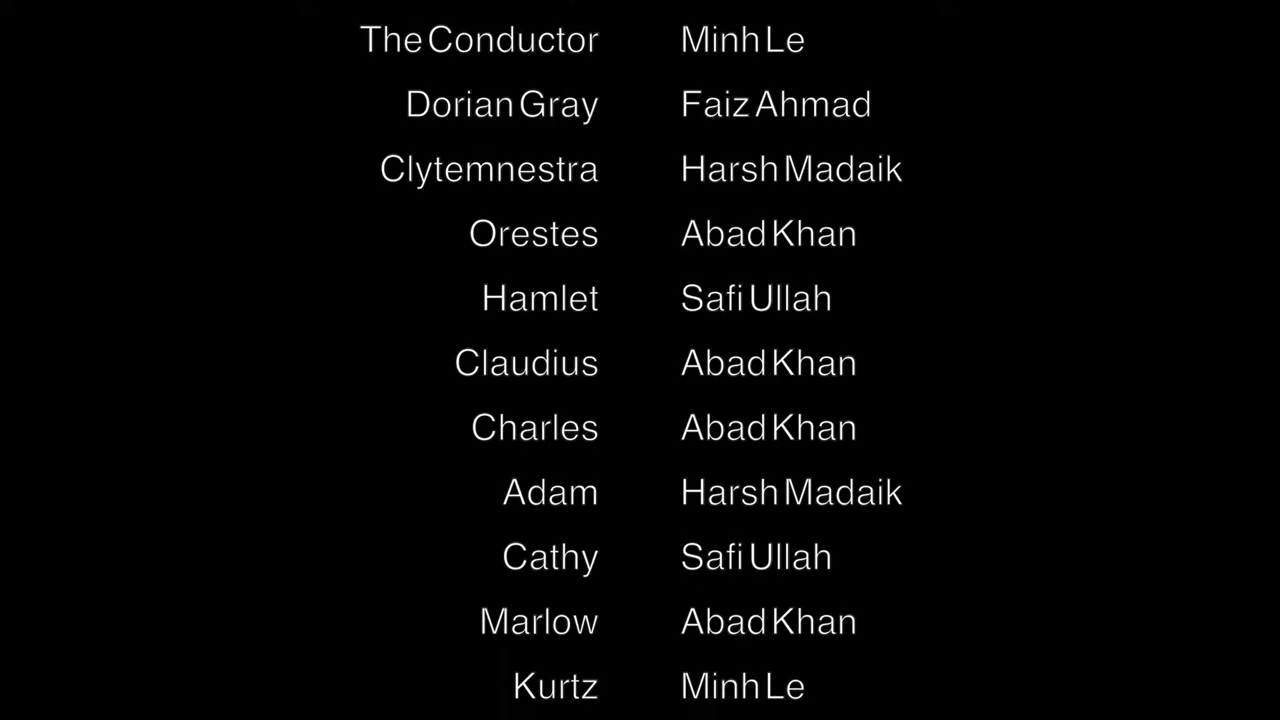 The Conductor Minh Le
Dorian Gray Faiz Ahmad
Clytemnestra Harsh Madaik
Orestes Abad Khan
Hamlet Safi Ullah
Claudius Abad Khan
Charles Abad Khan
Adam Harsh Madaik
Cathy Safi Ullah
Marlow Abad Khan
Kurtz Minh Le